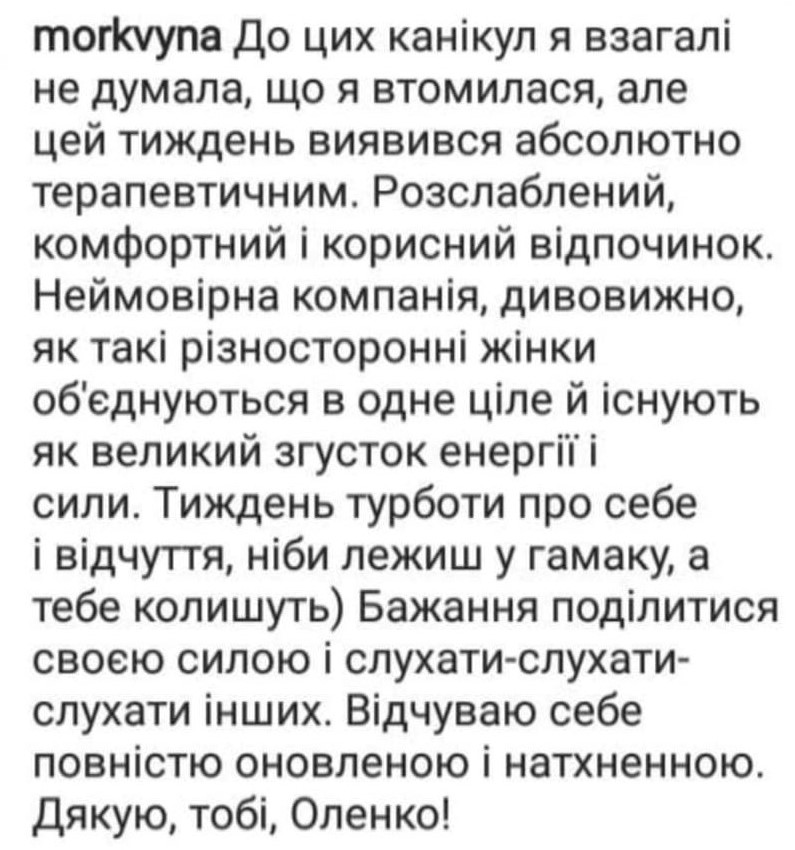 morkvyna До цих канікул я взагалі
не думала, що я втомилася, але
цей тиждень виявився абсолютно
терапевтичним. Розслаблений,
комфортний і корисний відпочинок.
Неймовірна компанія, дивовижно,
як такі різносторонні жінки
об'єднуються в одне ціле й існують
як великий згусток енергії і
сили. Тиждень турботи про себе
і відчуття, ніби лежиш у гамаку, а
тебе колишуть) Бажання поділитися
своєю силою і слухати-слухати-
слухати інших. Відчуваю себе
повністю оновленою і натхненною.
Дякую, тобі, Оленко!